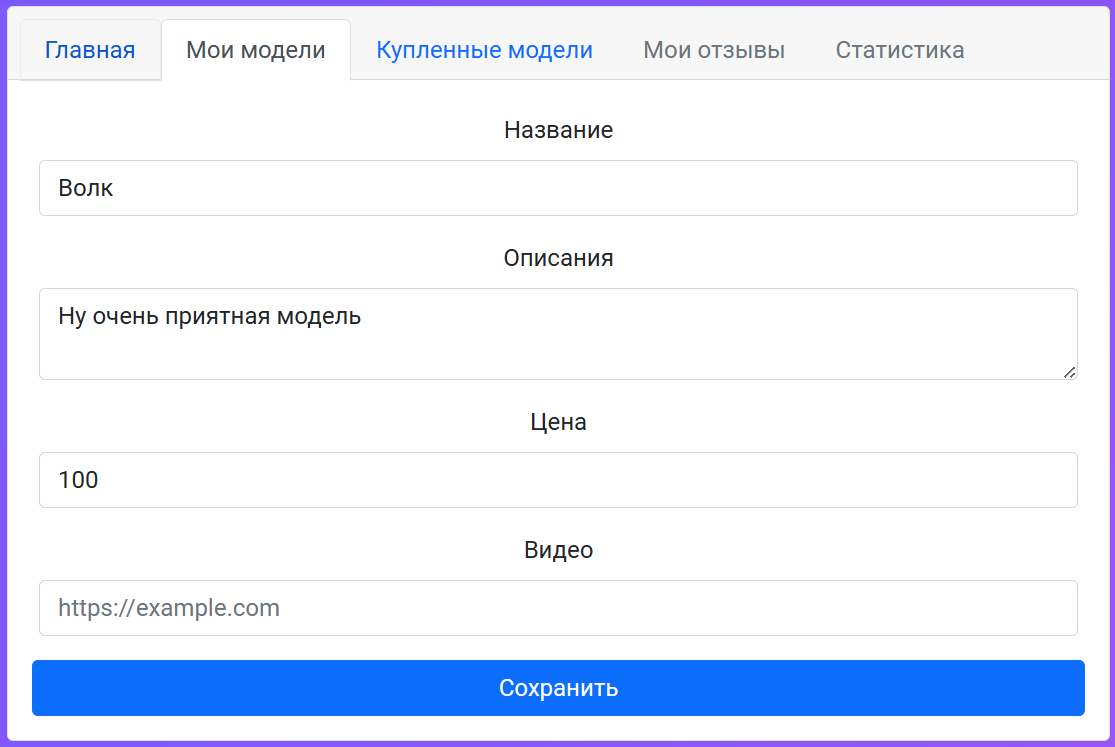 Главная Мои модели Купленные модели Мои отзывы Статистика
Название
Волк
Описания
Ну очень приятная модель
Цена
100
Видео
https://example.com
Сохранить